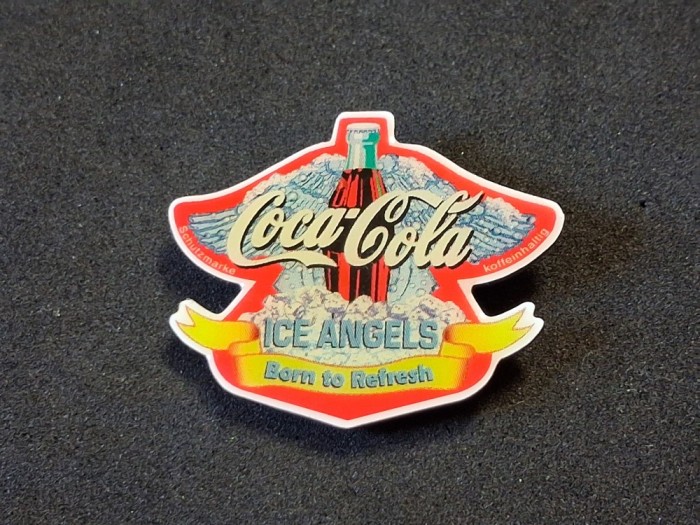 Coca-Cola
Schutzmarke
koffeinhaltig
ICE ANGELS
Born to Refresh